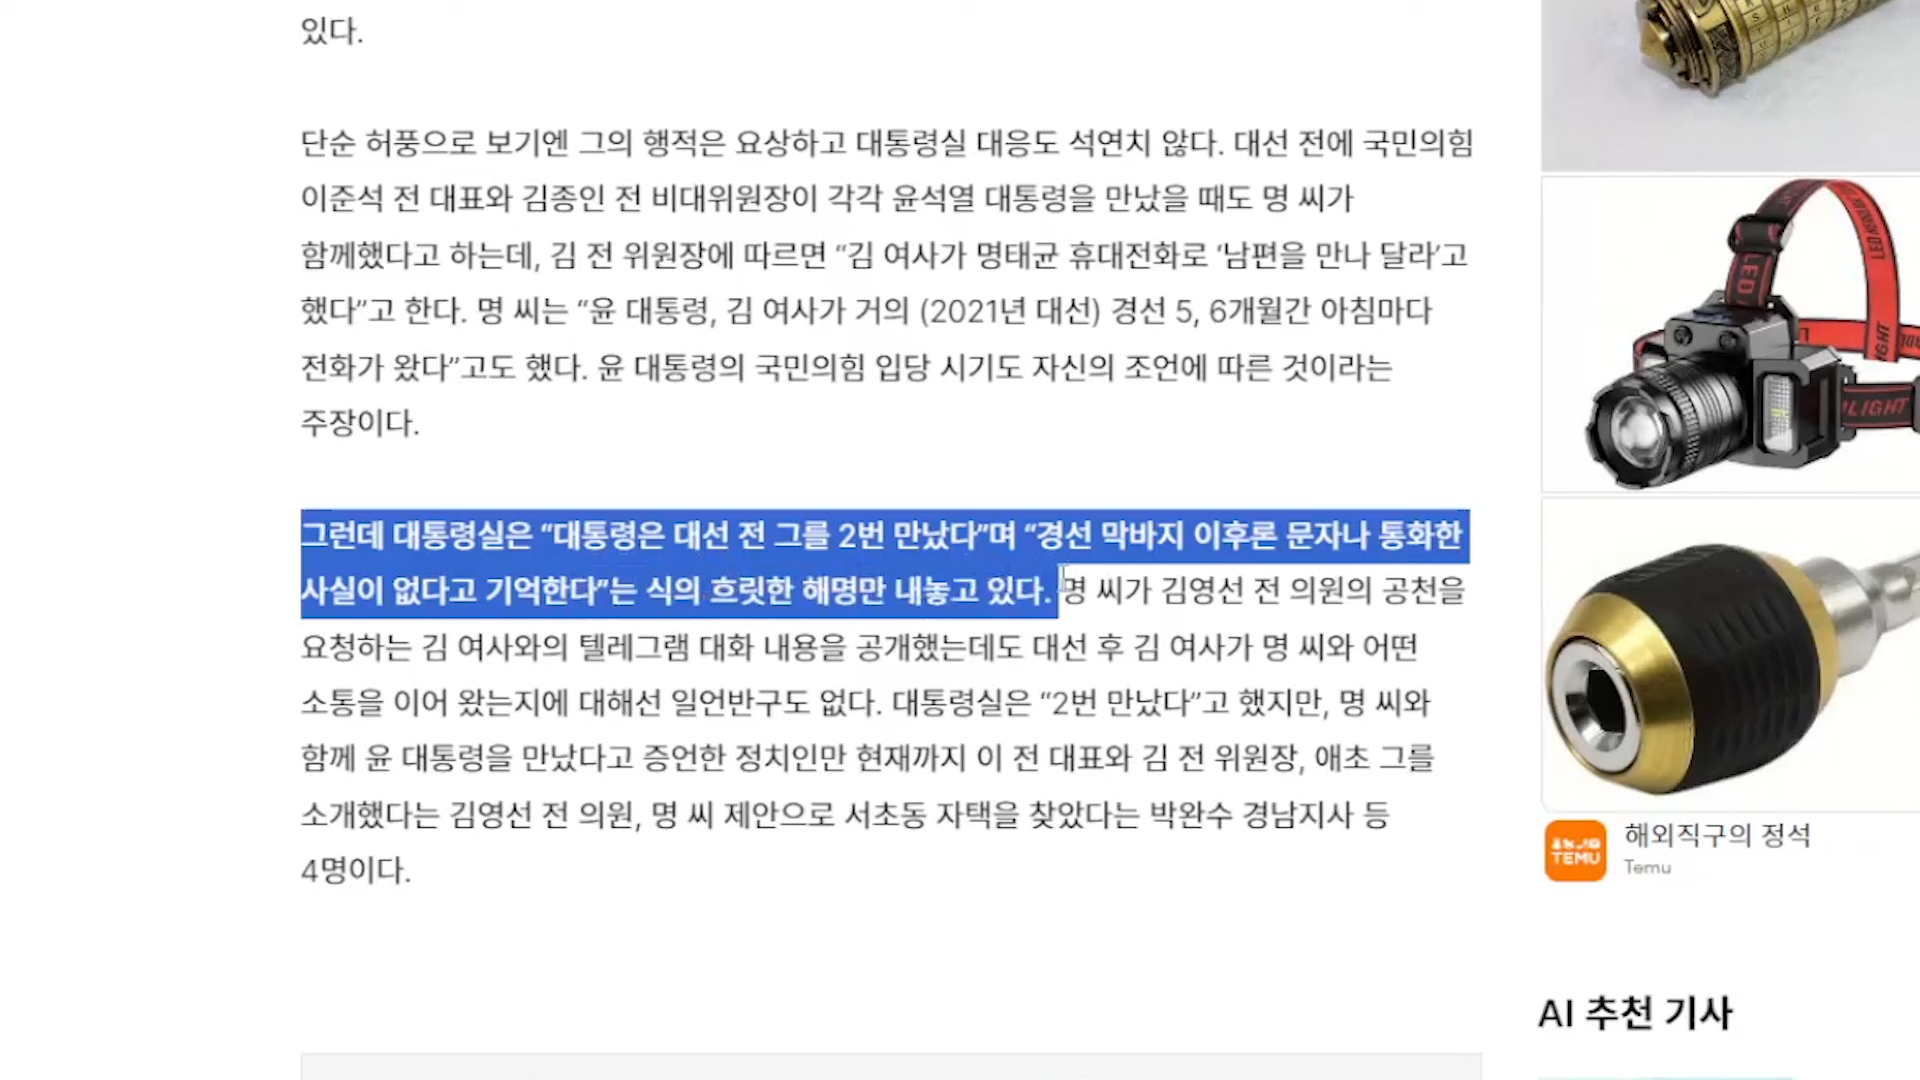 있다.
단순 허풍으로 보기엔 그의 행적은 요상하고 대통령실 대응도 석연치 않다. 대선 전에 국민의힘
이준석 전 대표와 김종인 전 비대위원장이 각각 윤석열 대통령을 만났을 때도 명 씨가
함께했다고 하는데, 김 전 위원장에 따르면 “김 여사가 명태균 휴대전화로 ‘남편을 만나 달라’고
했다”고 한다. 명 씨는 “윤 대통령, 김 여사가 거의 (2021년 대선) 경선 5, 6개월간 아침마다
전화가 왔다”고도 했다. 윤 대통령의 국민의힘 입당 시기도 자신의 조언에 따른 것이라는
주장이다.
그런데 대통령실은 “대통령은 대선 전 그를 2번 만났다”며 “경선 막바지 이후론 문자나 통화한
사실이 없다고 기억한다”는 식의 흐릿한 해명만 내놓고 있다. 명 씨가 김영선 전 의원의 공천을
요청하는 김 여사와의 텔레그램 대화 내용을 공개했는데도 대선 후 김 여사가 명 씨와 어떤
소통을 이어 왔는지에 대해선 일언반구도 없다. 대통령실은 “2번 만났다”고 했지만, 명 씨와
함께 윤 대통령을 만났다고 증언한 정치인만 현재까지 이 전 대표와 김 전 위원장, 애초 그를
소개했다는 김영선 전 의원, 명 씨 제안으로 서초동 자택을 찾았다는 박완수 경남지사 등
4명이다.
LED
LIGHT
TEMU
해외직구의 정석
Temu
AI 추천 기사